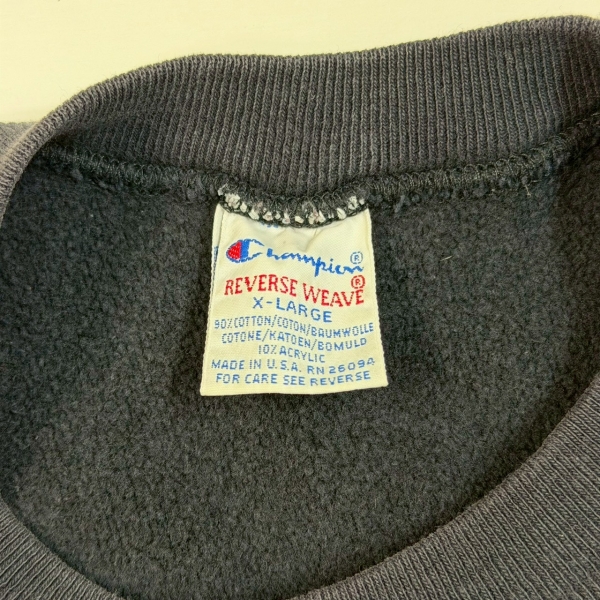 Champion®
REVERSE WEAVE®
X-LARGE
90% COTTON/COTON/BAUMWOLLE
COTONE/KATOEN/BOMULD
10% ACRYLIC
MADE IN U.S.A. RN 26094
FOR CARE SEE REVERSE